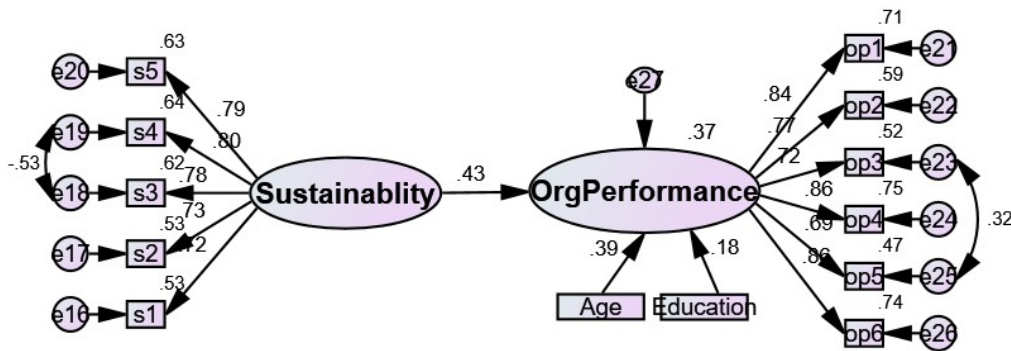 .63
e20 s5
.79
.64
e19 s4
.80
-.53
.62
e18 s3
.78
.73
.53
e17 s2
.72
.53
e16 s1
Sustainablity
.43
e27
.37
OrgPerformance
.39
.18
Age
Education
.71
op1 e21
.84
.59
op2 e22
.77
.52
op3 e23
.72
.75
op4 e24
.86
.32
.47
op5 e25
.69
.74
op6 e26
.86